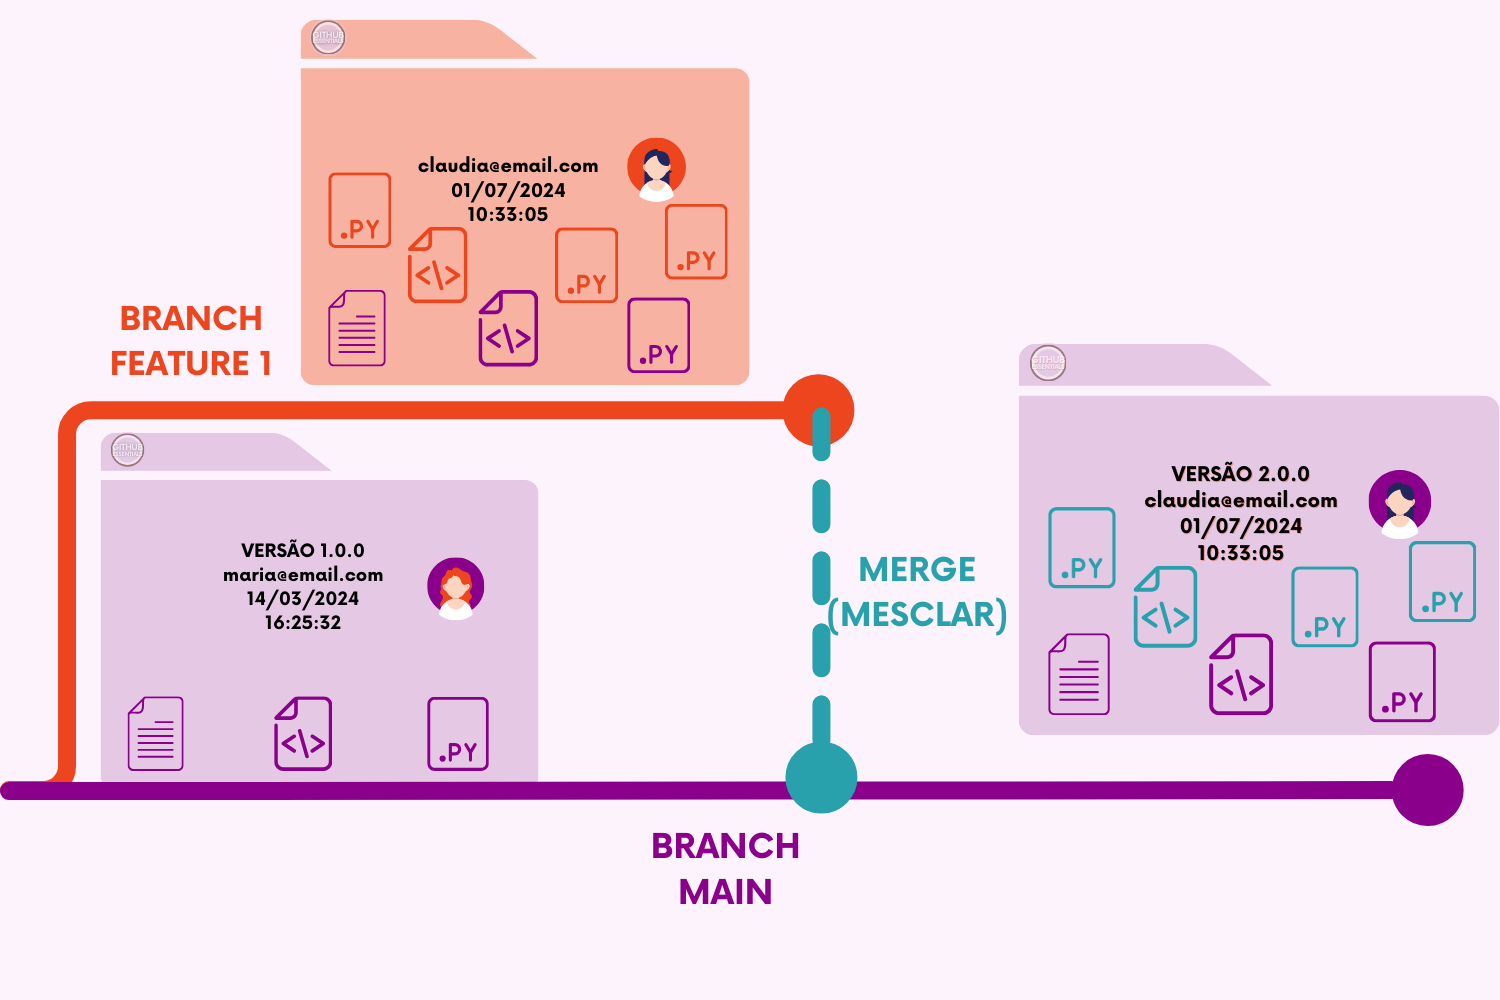 GITHUB
ESSENTIALS
claudia@email.com
01/07/2024
10:33:05
.PY
.PY
.PY
</>
</>
.PY
BRANCH
FEATURE 1
GITHUB
ESSENTIALS
VERSÃO 1.0.0
maria@email.com
14/03/2024
16:25:32
</>
.PY
MERGE
(MESCLAR)
GITHUB
ESSENTIALS
VERSÃO 2.0.0
claudia@email.com
01/07/2024
10:33:05
.PY
.PY
.PY
</>
</>
.PY
BRANCH
MAIN